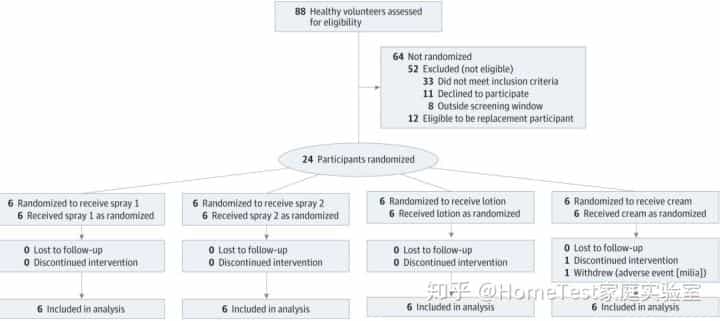 88 Healthy volunteers assessed
for eligibility
64 Not randomized
52 Excluded (not eligible)
33 Did not meet inclusion criteria
11 Declined to participate
8 Outside screening window
12 Eligible to be replacement participant
24 Participants randomized
6 Randomized to receive spray 1
6 Received spray 1 as randomized
6 Randomized to receive spray 2
6 Received spray 2 as randomized
6 Randomized to receive lotion
6 Received lotion as randomized
6 Randomized to receive cream
6 Received cream as randomized
0 Lost to follow-up
0 Discontinued intervention
0 Lost to follow-up
0 Discontinued intervention
0 Lost to follow-up
0 Discontinued intervention
0 Lost to follow-up
1 Discontinued intervention
1 Withdrew (adverse event [milia])
6 Included in analysis
6 Included in analysis
6 Included in analysis
6 Included in analysis
知乎 @HomeTest家庭实验室